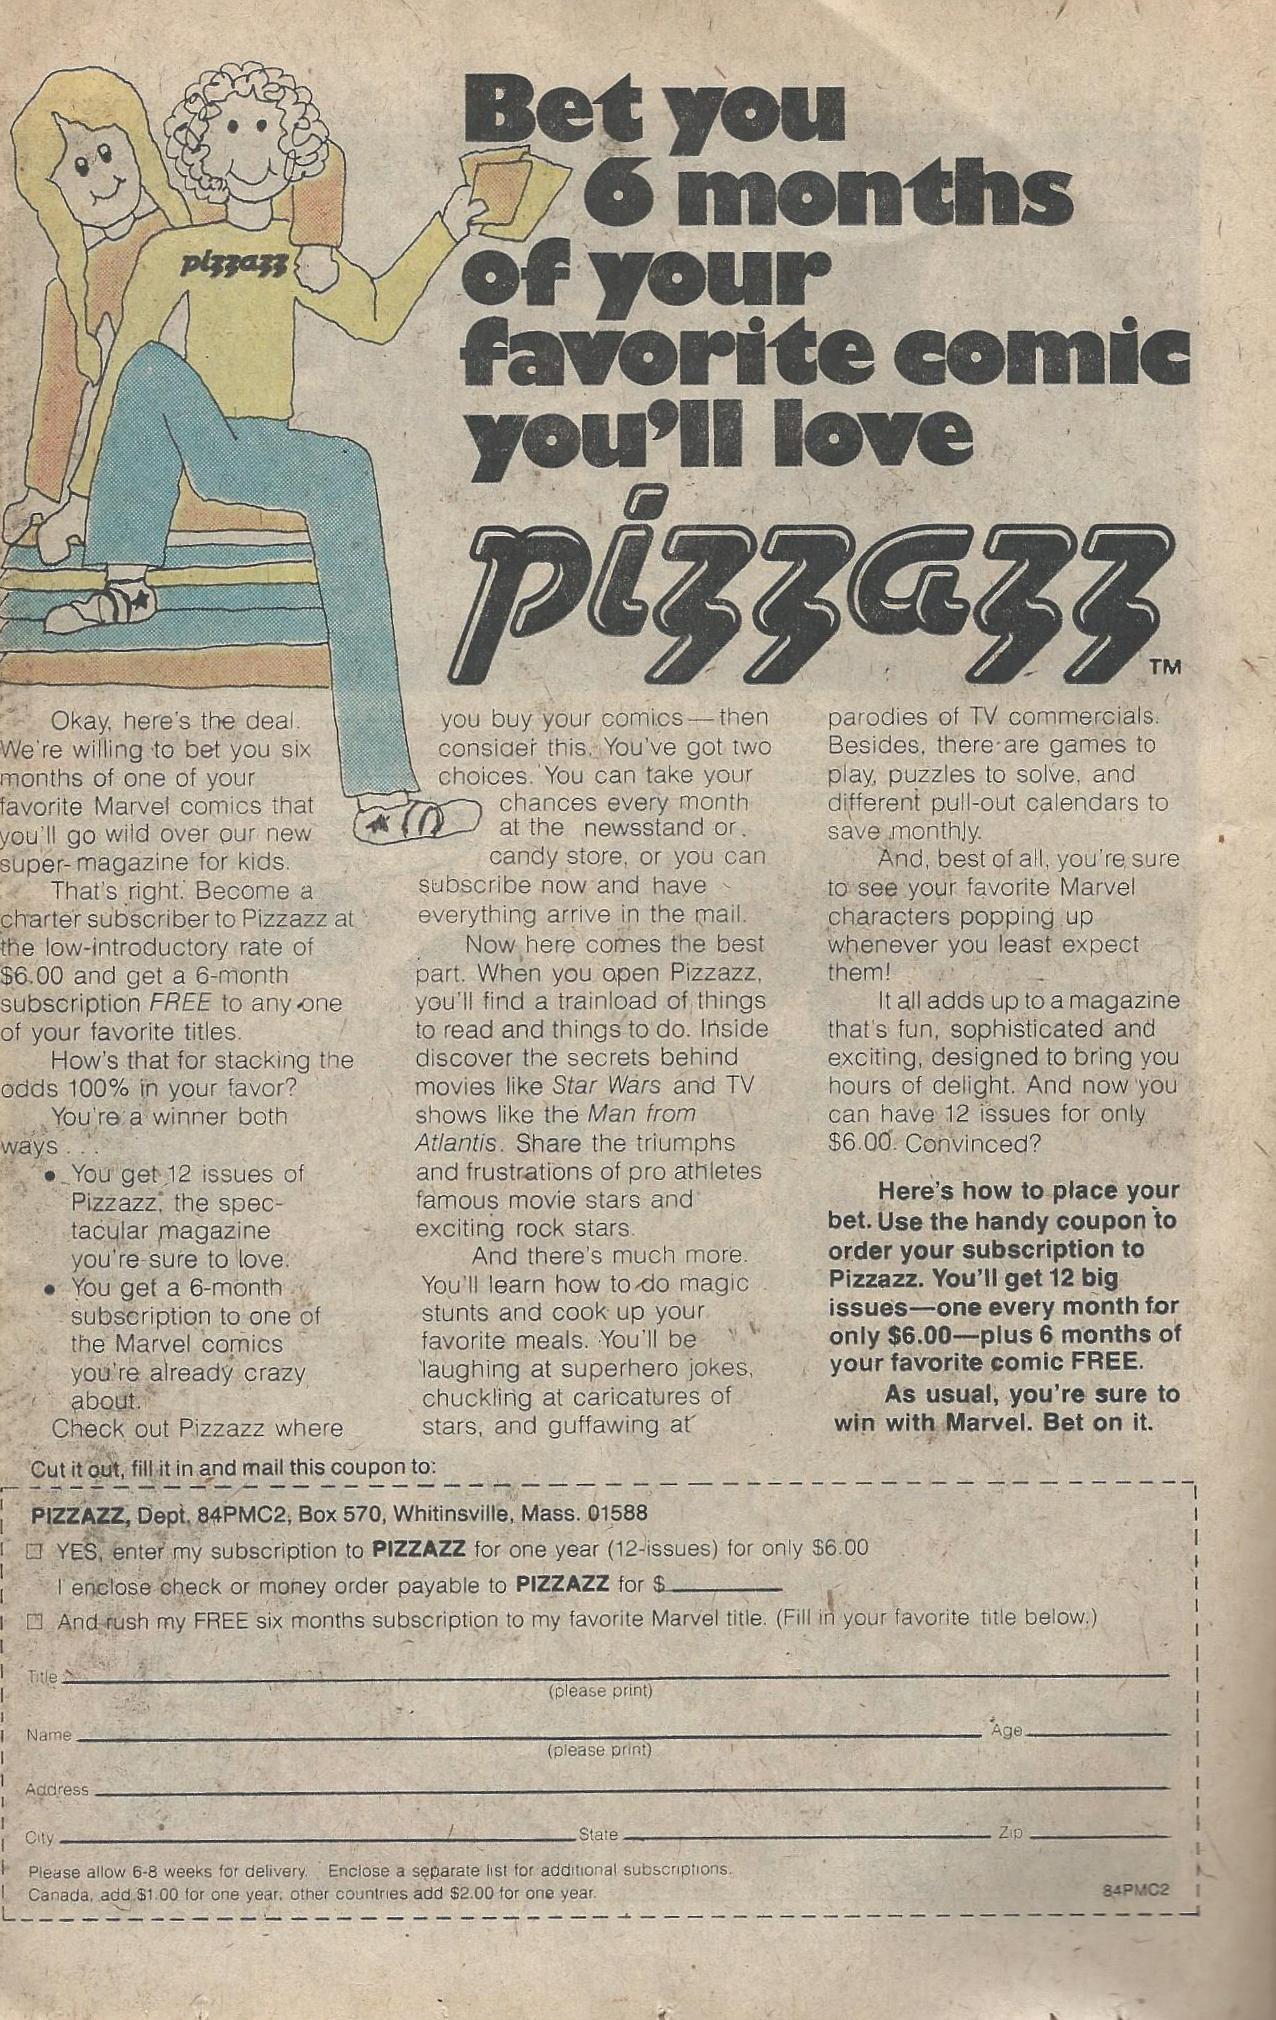 Bet you
6 months
of your
favorite comic
you'll love
pizzazz
TM
pizzazz
Okay, here's the deal.
We're willing to bet you six
months of one of your
favorite Marvel comics that
you'll go wild over our new
super-magazine for kids.
That's right. Become a
charter subscriber to Pizzazz at
the low-introductory rate of
$6.00 and get a 6-month
subscription FREE to any one
of your favorite titles.
How's that for stacking the
odds 100% in your favor?
You're a winner both
ways . . .
• You get 12 issues of
Pizzazz, the spec-
tacular magazine
you're sure to love.
• You get a 6-month
subscription to one of
the Marvel comics
you're already crazy
about.
Check out Pizzazz where
you buy your comics—then
consider this. You've got two
choices. You can take your
chances every month
at the newsstand or
candy store, or you can
subscribe now and have
everything arrive in the mail.
Now here comes the best
part. When you open Pizzazz,
you'll find a trainload of things
to read and things to do. Inside
discover the secrets behind
movies like Star Wars and TV
shows like the Man from
Atlantis. Share the triumphs
and frustrations of pro athletes
famous movie stars and
exciting rock stars.
And there's much more.
You'll learn how to do magic
stunts and cook up your
favorite meals. You'll be
laughing at superhero jokes,
chuckling at caricatures of
stars, and guffawing at
parodies of TV commercials.
Besides, there are games to
play, puzzles to solve, and
different pull-out calendars to
save monthly.
And, best of all, you're sure
to see your favorite Marvel
characters popping up
whenever you least expect
them!
It all adds up to a magazine
that's fun, sophisticated and
exciting, designed to bring you
hours of delight. And now you
can have 12 issues for only
$6.00. Convinced?
Here's how to place your
bet. Use the handy coupon to
order your subscription to
Pizzazz. You'll get 12 big
issues—one every month for
only $6.00—plus 6 months of
your favorite comic FREE.
As usual, you're sure to
win with Marvel. Bet on it.
Cut it out, fill it in and mail this coupon to:
PIZZAZZ, Dept. 84PMC2, Box 570, Whitinsville, Mass. 01588
☐ YES, enter my subscription to PIZZAZZ for one year (12-issues) for only $6.00
I enclose check or money order payable to PIZZAZZ for $
☐ And rush my FREE six months subscription to my favorite Marvel title. (Fill in your favorite title below.)
Title
(please print)
Name Age
(please print)
Address
City State Zip
Please allow 6-8 weeks for delivery. Enclose a separate list for additional subscriptions.
Canada, add $1.00 for one year; other countries add $2.00 for one year.
84PMC2